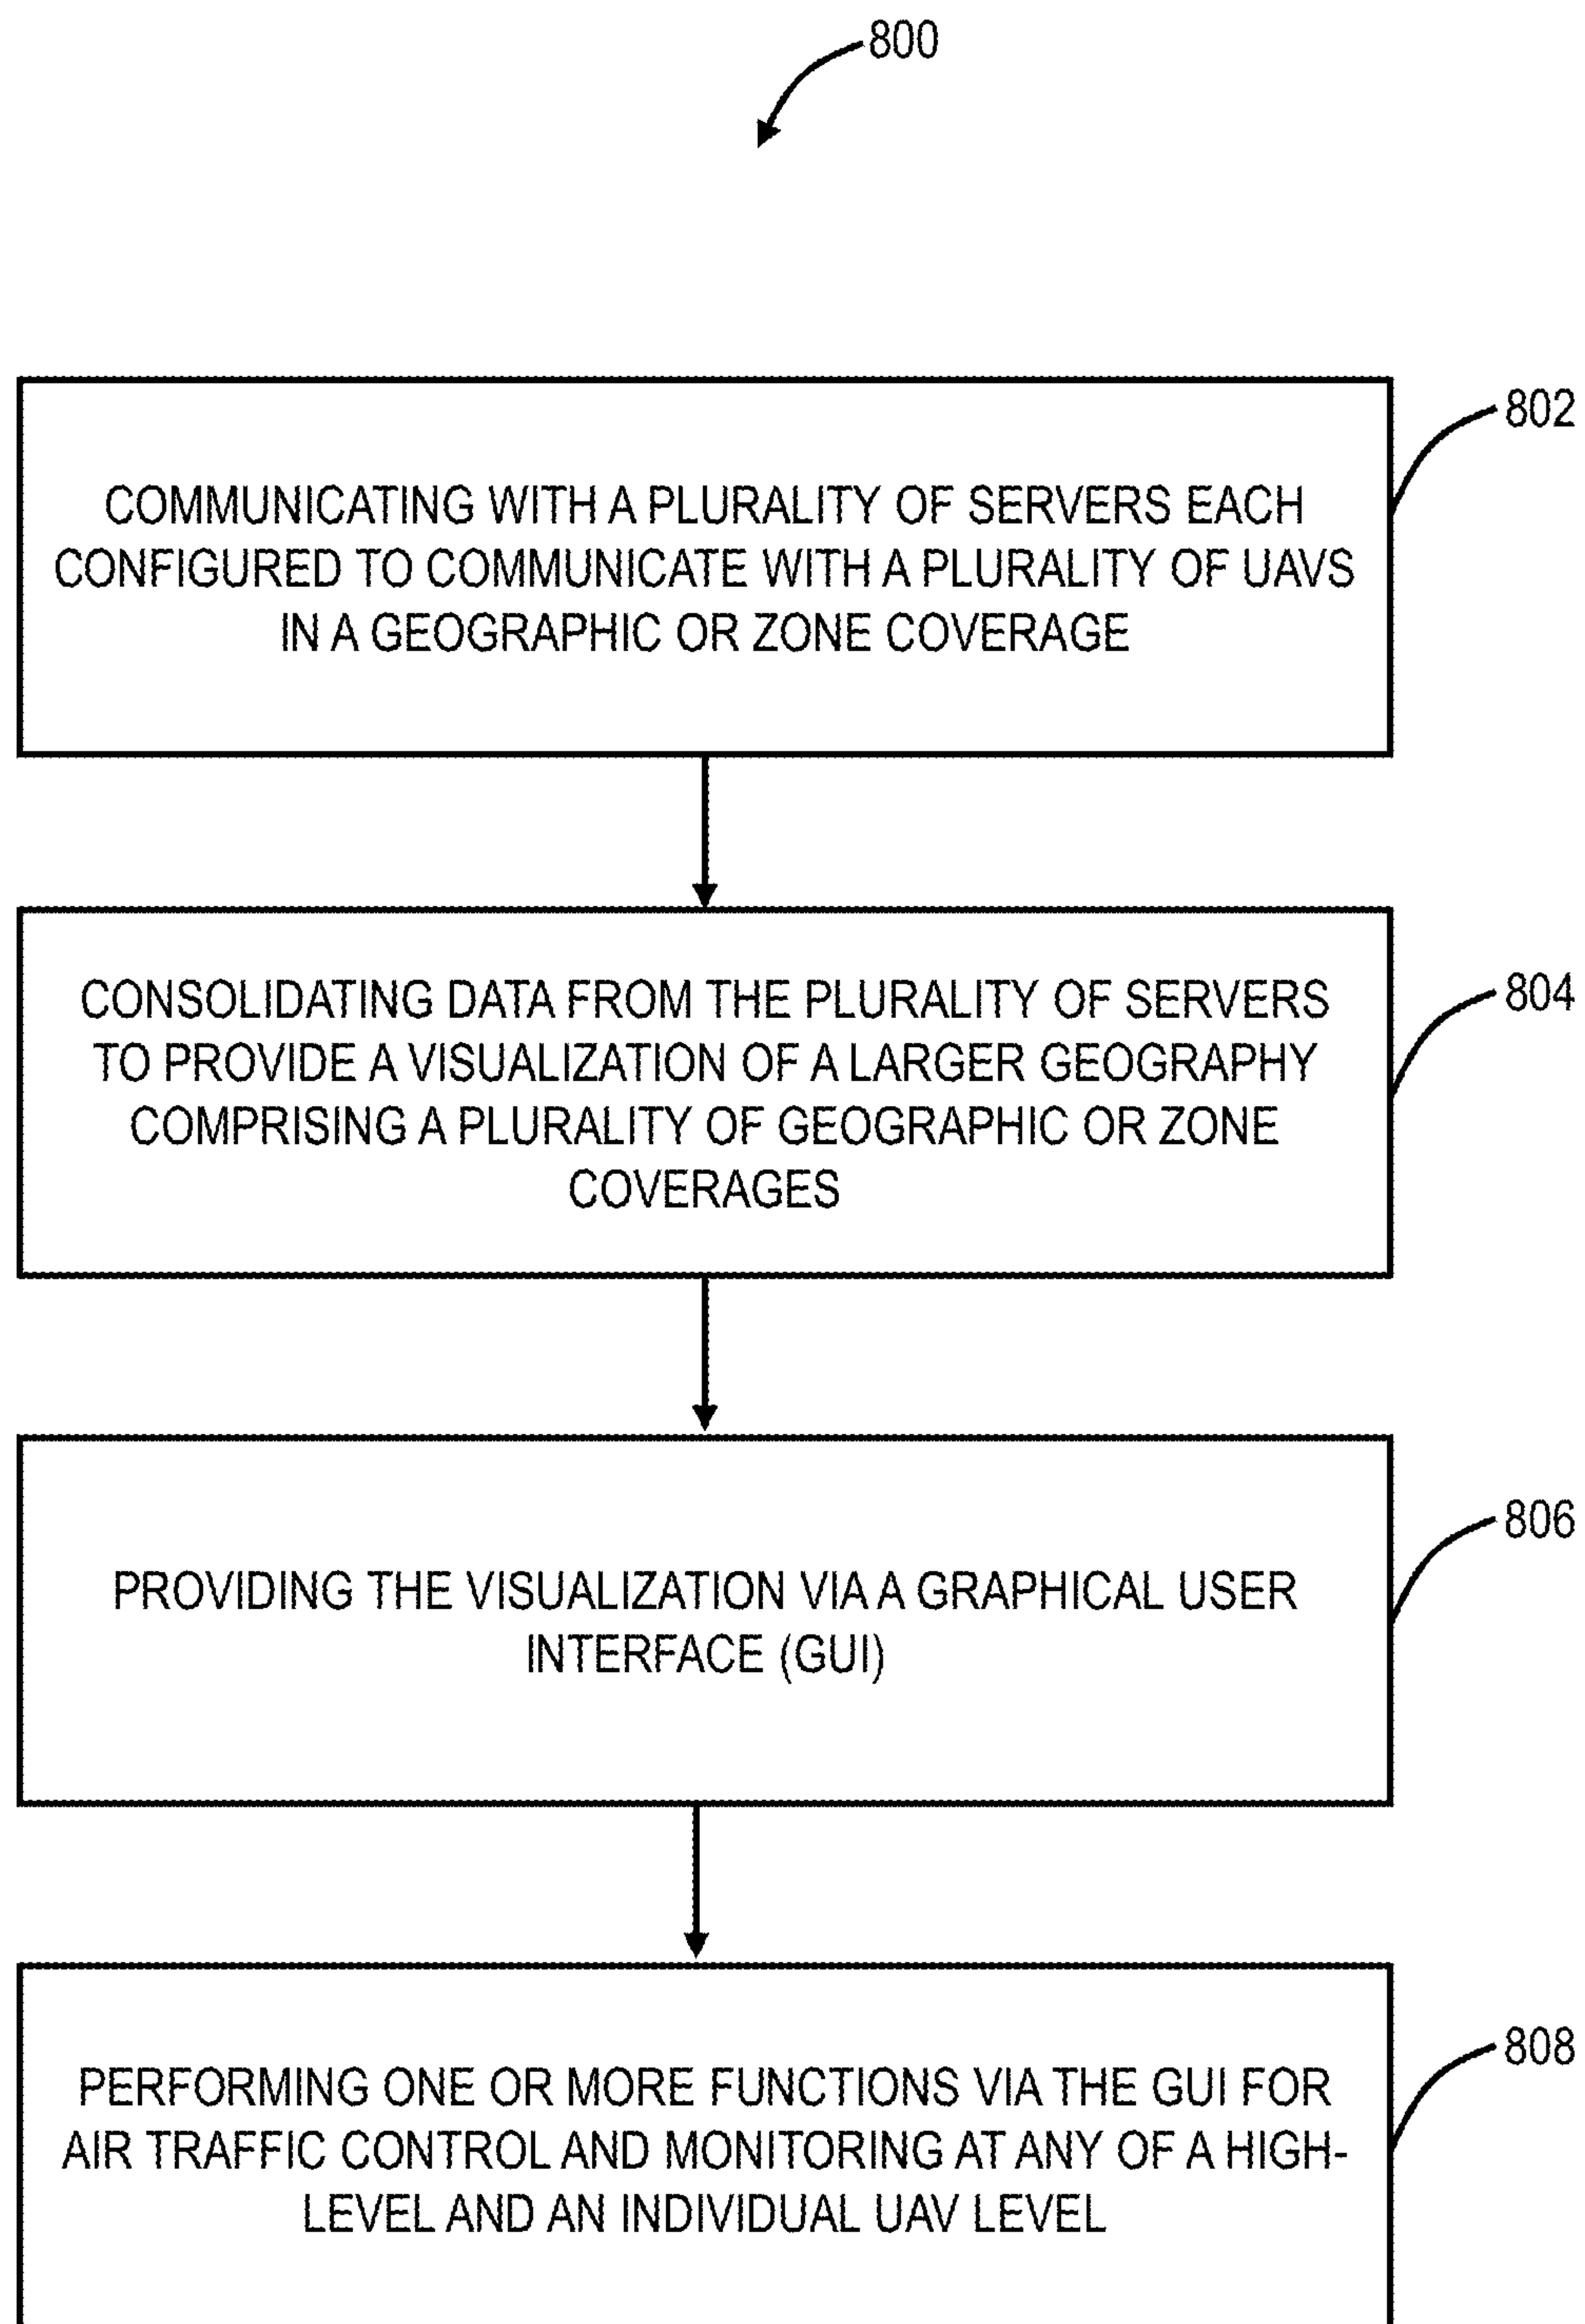 800
802
COMMUNICATING WITH A PLURALITY OF SERVERS EACH
CONFIGURED TO COMMUNICATE WITH A PLURALITY OF UAVS
IN A GEOGRAPHIC OR ZONE COVERAGE
804
CONSOLIDATING DATA FROM THE PLURALITY OF SERVERS
TO PROVIDE A VISUALIZATION OF A LARGER GEOGRAPHY
COMPRISING A PLURALITY OF GEOGRAPHIC OR ZONE
COVERAGES
806
PROVIDING THE VISUALIZATION VIA A GRAPHICAL USER
INTERFACE (GUI)
808
PERFORMING ONE OR MORE FUNCTIONS VIA THE GUI FOR
AIR TRAFFIC CONTROL AND MONITORING AT ANY OF A HIGH-
LEVEL AND AN INDIVIDUAL UAV LEVEL